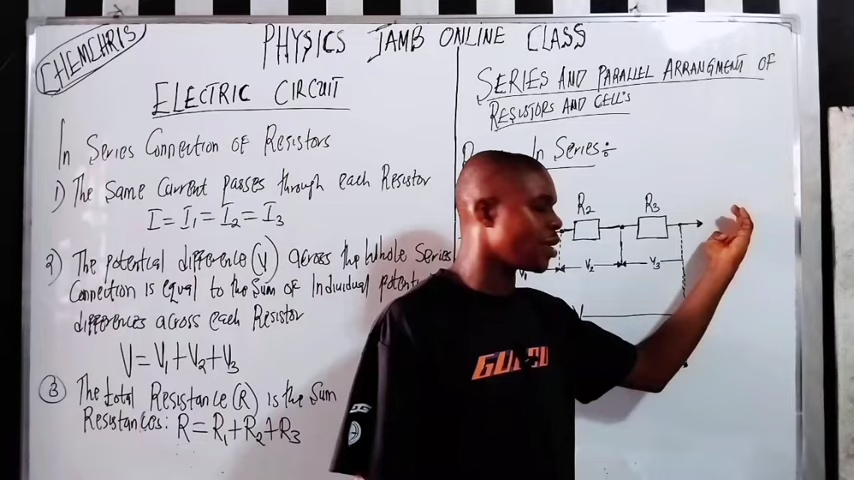 CHEMCHRIS
PHYSICS JAMB ONLINE CLASS
ELECTRIC CIRCUIT
In Series Connection of Resistors
1) The Same Current passes through each Resistor
I = I1 = I2 = I3
2) The potential difference (V) across the Whole Series
Connection is equal to the Sum of Individual
differences across each Resistor
V = V1 + V2 + V3
3 The total Resistance (R) is the Sum
Resistances: R = R1 + R2 + R3
SERIES AND PARALLEL ARRANGMENT OF
RESISTORS AND CELL'S
In Series:-
R2 R3
V1 V2 V3